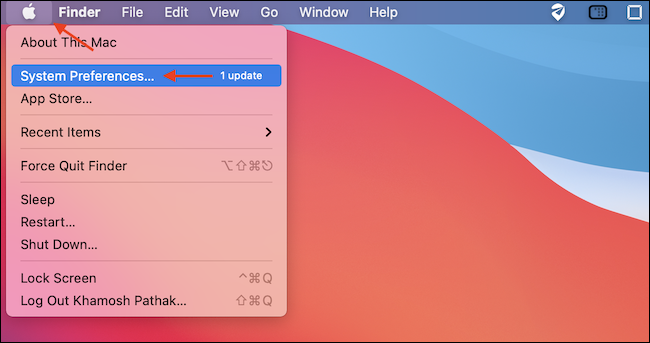 Finder File Edit View Go Window Help
About This Mac
System Preferences... 1 update
App Store...
Recent Items
Force Quit Finder ⌥⇧⌘⎋
Sleep
Restart...
Shut Down...
Lock Screen ^⌘Q
Log Out Khamosh Pathak... ⇧⌘Q